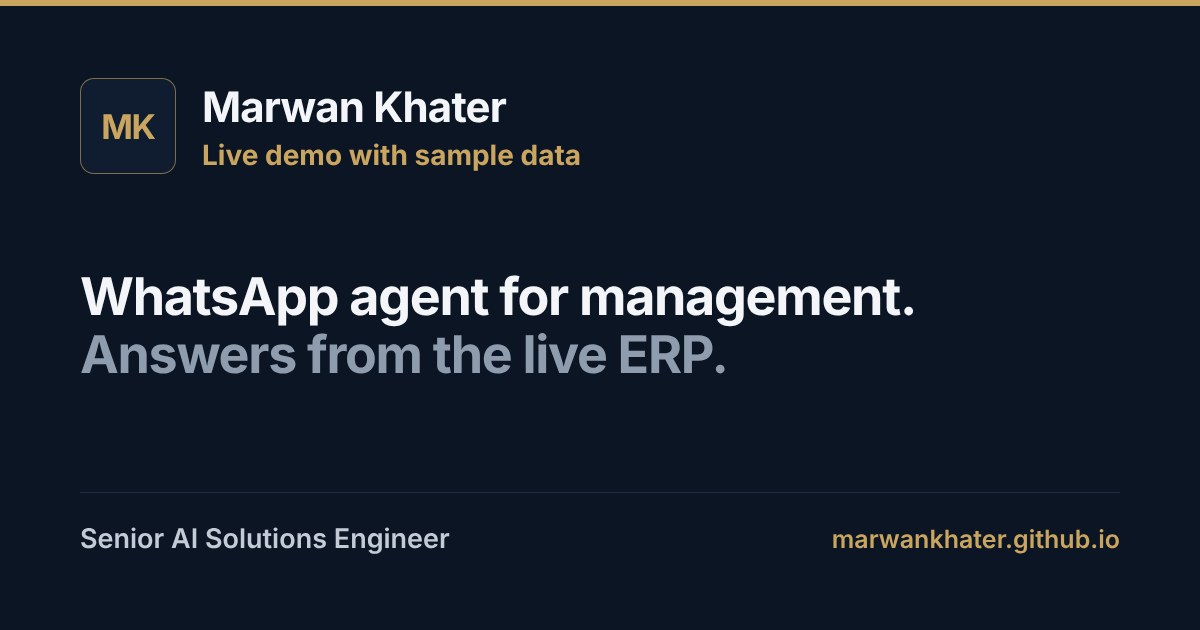 MK
Marwan Khater
Live demo with sample data
WhatsApp agent for management.
Answers from the live ERP.
Senior AI Solutions Engineer
marwankhater.github.io